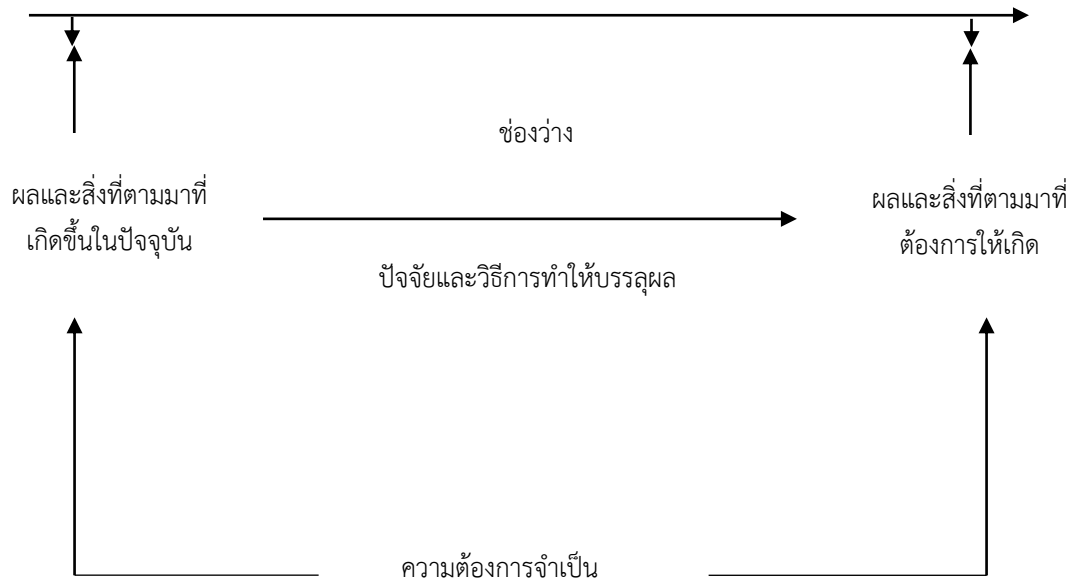 ช่องว่าง
ผลและสิ่งที่ตามมาที่
เกิดขึ้นในปัจจุบัน
ผลและสิ่งที่ตามมาที่
ต้องการให้เกิด
ปัจจัยและวิธีการทำให้บรรลุผล
ความต้องการจำเป็น